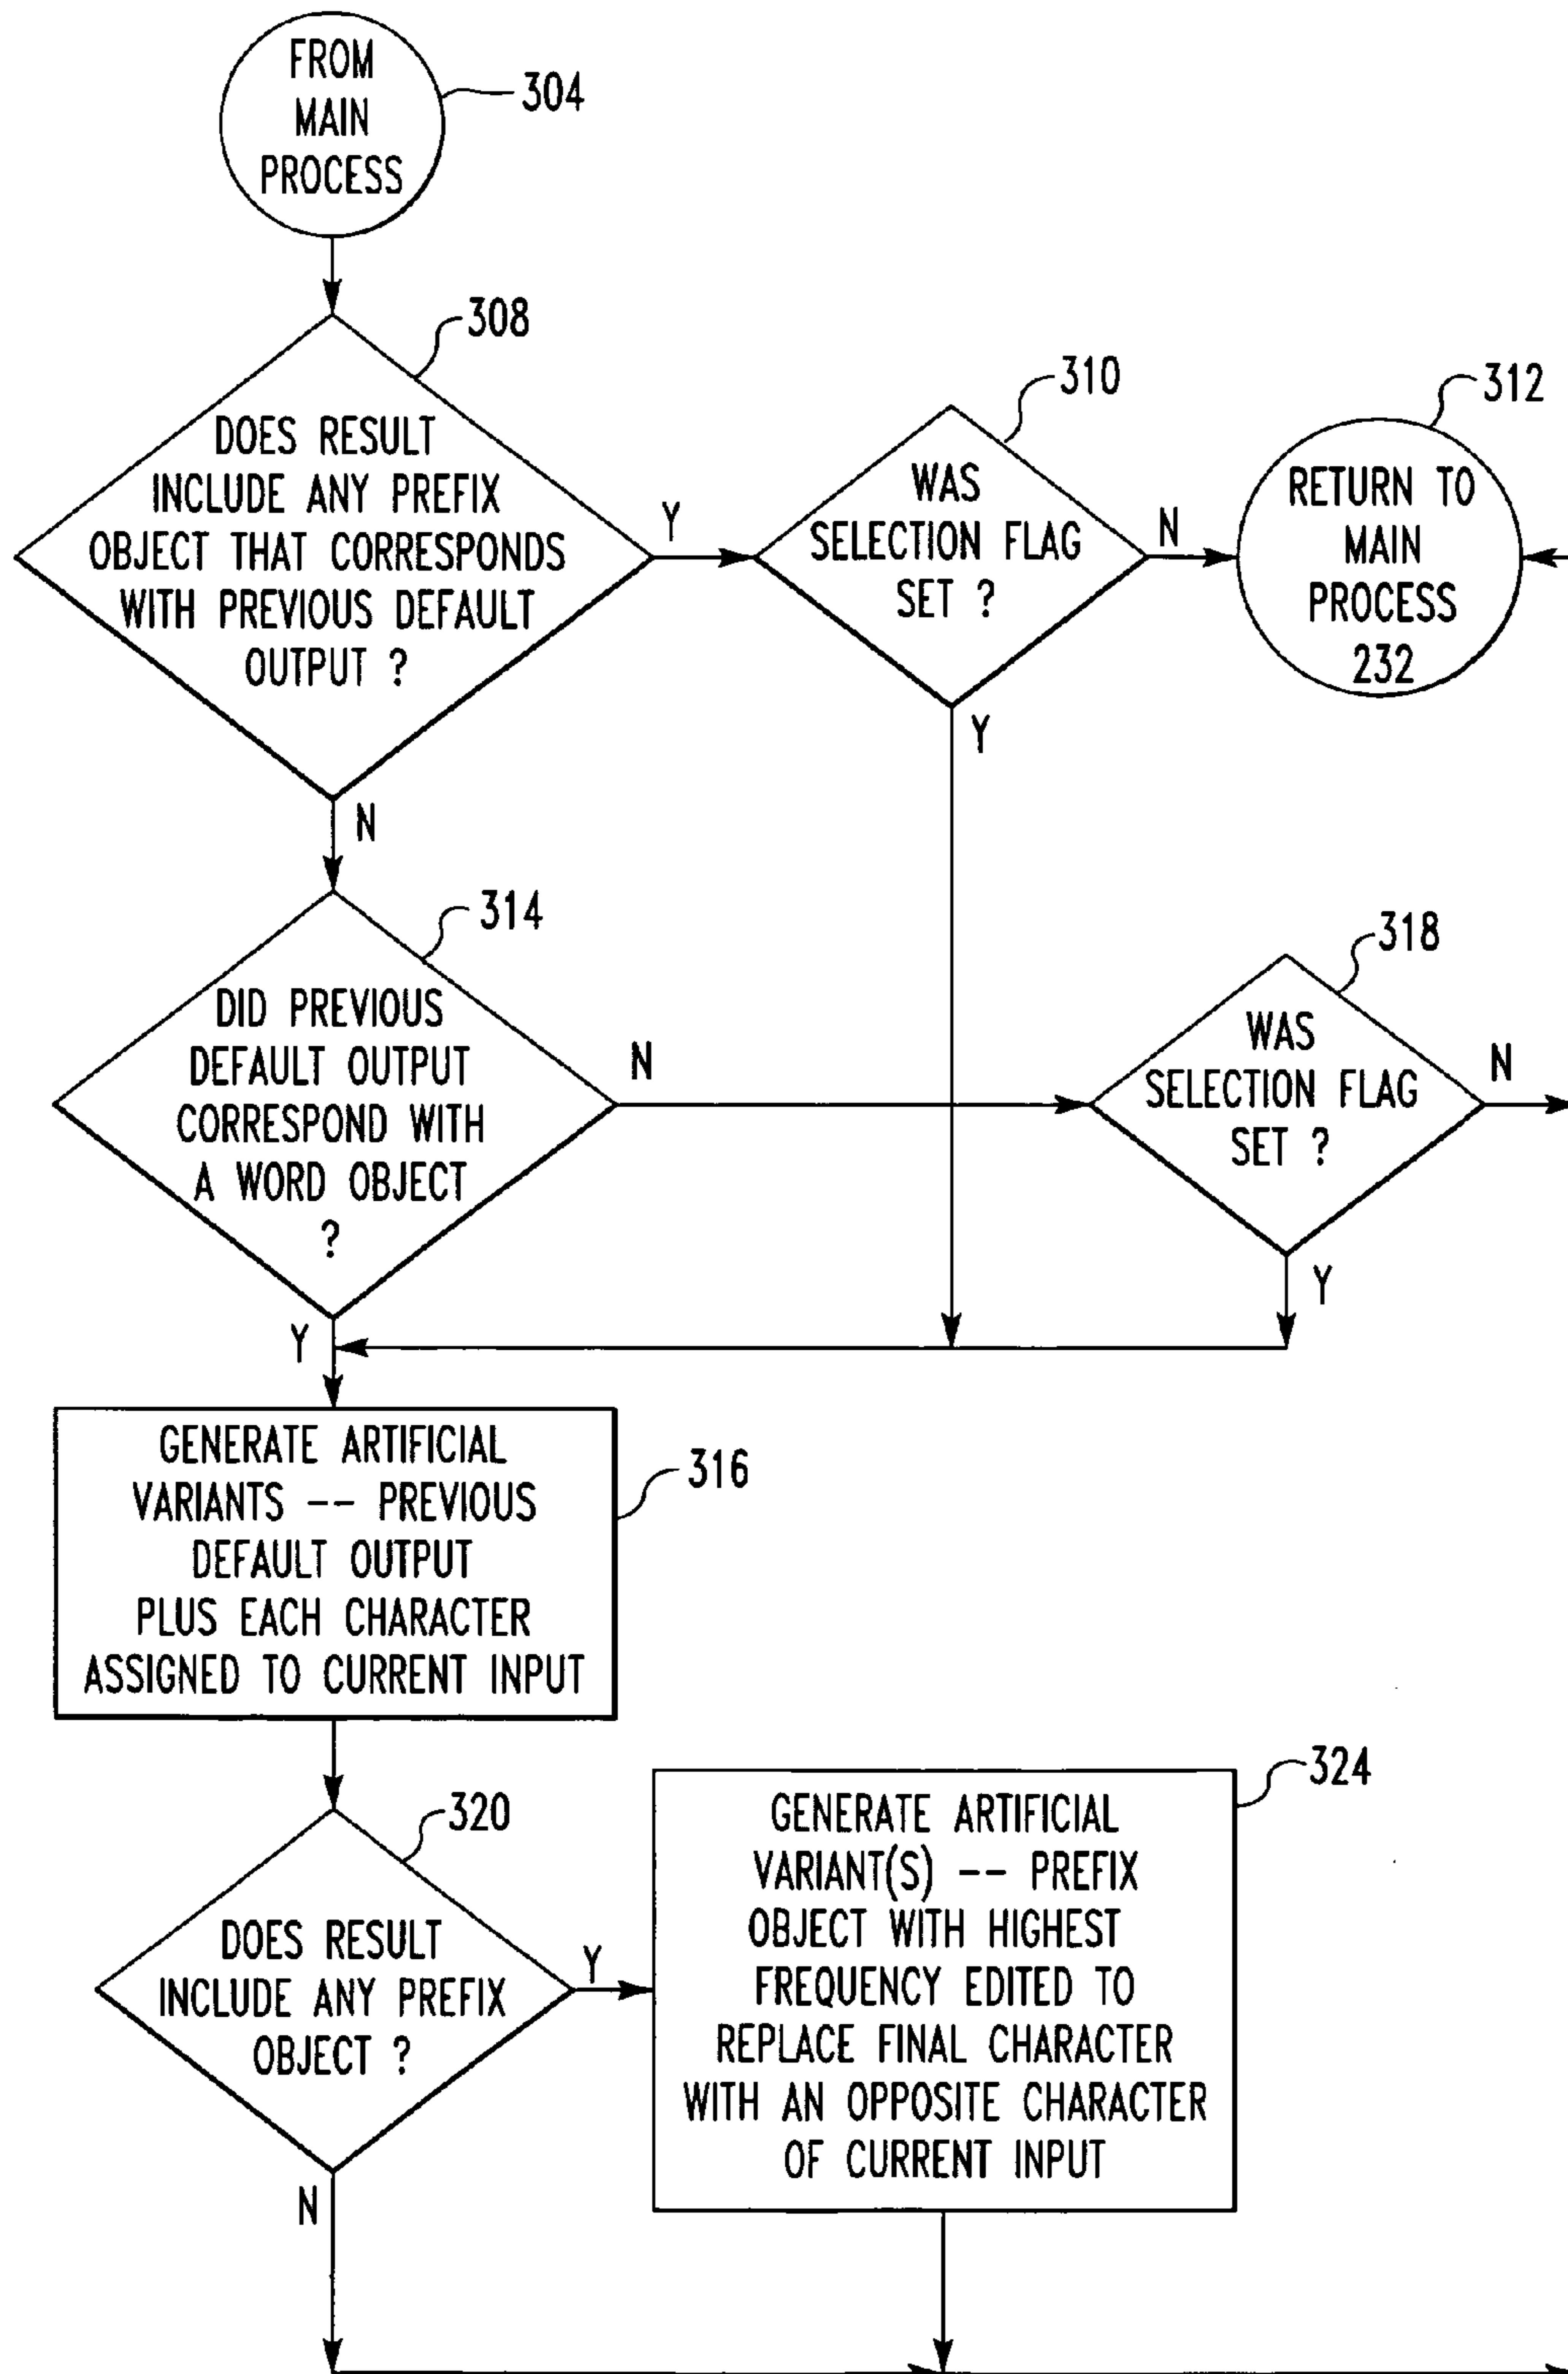 FROM
MAIN
PROCESS
304
308
DOES RESULT
INCLUDE ANY PREFIX
OBJECT THAT CORRESPONDS
WITH PREVIOUS DEFAULT
OUTPUT ?
Y
N
310
WAS
SELECTION FLAG
SET ?
N
Y
312
RETURN TO
MAIN
PROCESS
232
314
DID PREVIOUS
DEFAULT OUTPUT
CORRESPOND WITH
A WORD OBJECT
?
N
Y
318
WAS
SELECTION FLAG
SET ?
N
Y
316
GENERATE ARTIFICIAL
VARIANTS -- PREVIOUS
DEFAULT OUTPUT
PLUS EACH CHARACTER
ASSIGNED TO CURRENT INPUT
320
DOES RESULT
INCLUDE ANY PREFIX
OBJECT ?
Y
N
324
GENERATE ARTIFICIAL
VARIANT(S) -- PREFIX
OBJECT WITH HIGHEST
FREQUENCY EDITED TO
REPLACE FINAL CHARACTER
WITH AN OPPOSITE CHARACTER
OF CURRENT INPUT